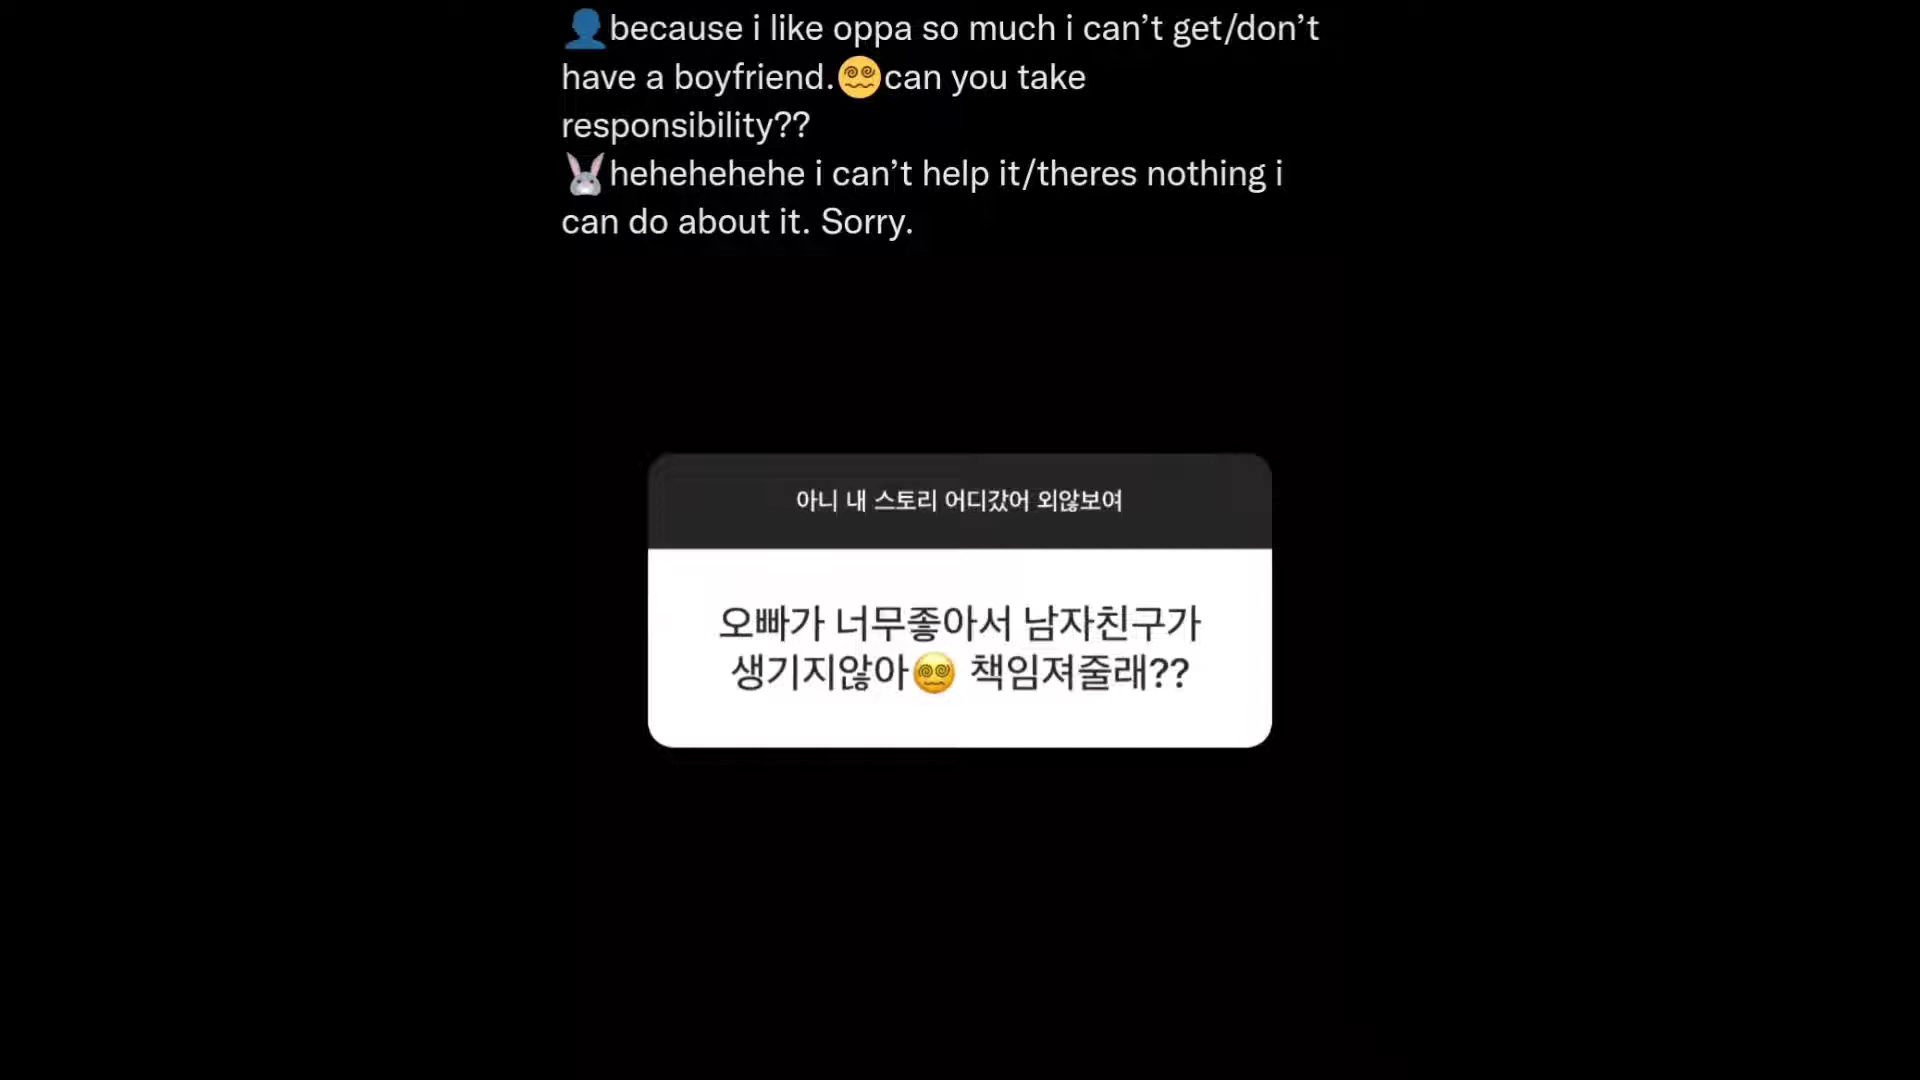 👤because i like oppa so much i can’t get/don’t
have a boyfriend.😵‍💫can you take
responsibility??
🐰hehehehehe i can’t help it/theres nothing i
can do about it. Sorry.
아니 내 스토리 어디갔어 외않보여
오빠가 너무좋아서 남자친구가
생기지않아😵‍💫 책임져줄래??